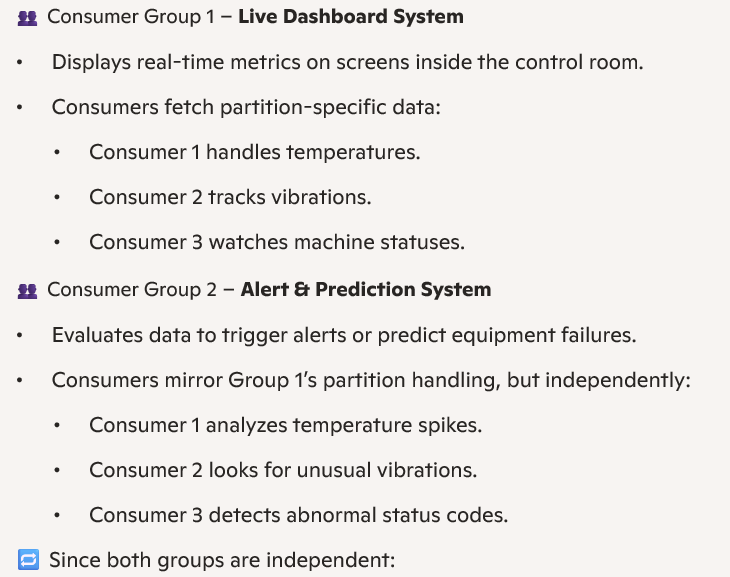 👥 Consumer Group 1 – Live Dashboard System
• Displays real-time metrics on screens inside the control room.
• Consumers fetch partition-specific data:
• Consumer 1 handles temperatures.
• Consumer 2 tracks vibrations.
• Consumer 3 watches machine statuses.
👥 Consumer Group 2 – Alert & Prediction System
• Evaluates data to trigger alerts or predict equipment failures.
• Consumers mirror Group 1’s partition handling, but independently:
• Consumer 1 analyzes temperature spikes.
• Consumer 2 looks for unusual vibrations.
• Consumer 3 detects abnormal status codes.
🔁 Since both groups are independent: